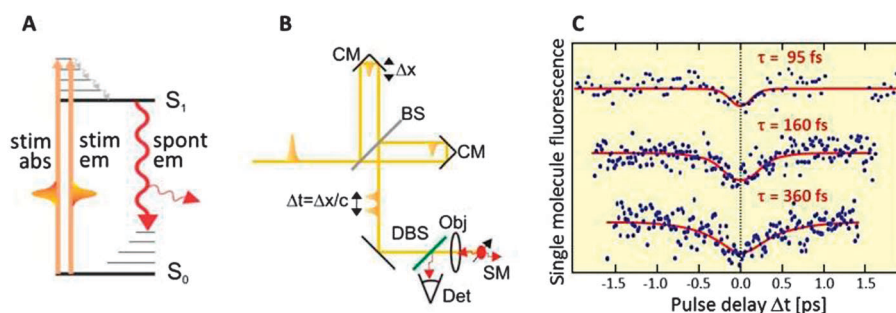 A
S₁
stim stim spont
abs em em
S₀
B
CM
Δx
BS
CM
Δt=Δx/c
DBS
Obj
SM
Det
C
Single molecule fluorescence
τ = 95 fs
τ = 160 fs
τ = 360 fs
-1.5 -1.0 -0.5 0.0 0.5 1.0 1.5
Pulse delay Δt [ps]